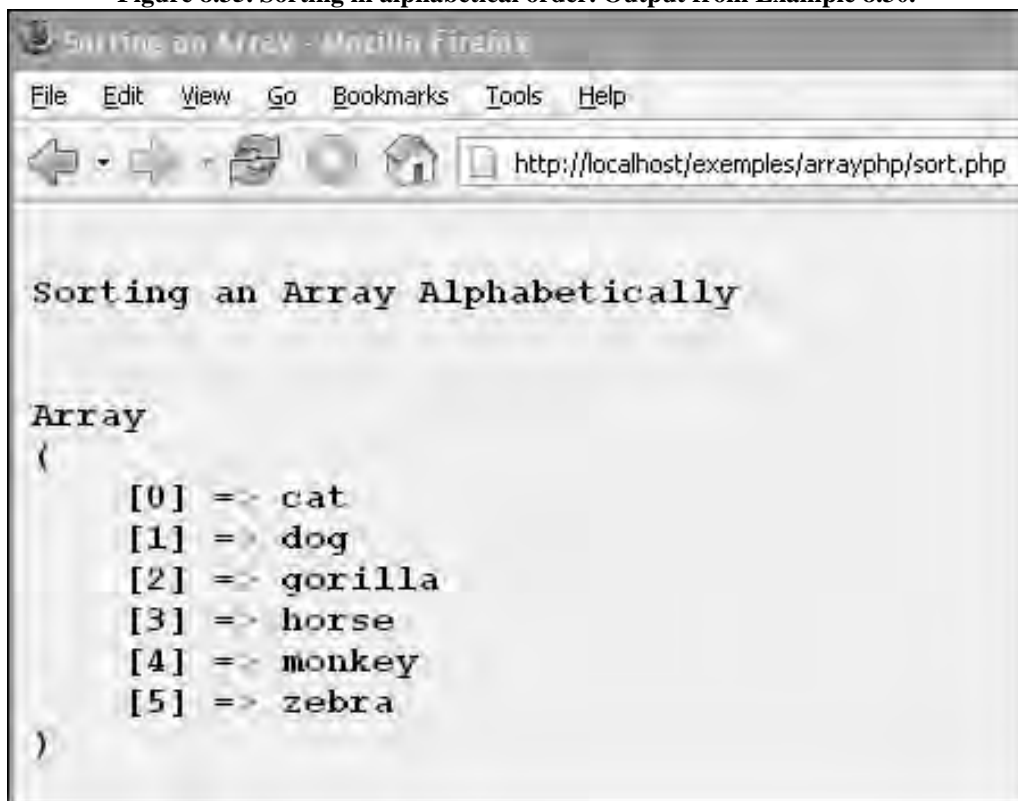 Figure 8.35. Sorting in alphabetical order. Output from Example 8.30.
Sorting an Array - Mozilla Firefox
File Edit View Go Bookmarks Tools Help
http://localhost/exemples/arrayphp/sort.php
Sorting an Array Alphabetically
Array
(
[0] => cat
[1] => dog
[2] => gorilla
[3] => horse
[4] => monkey
[5] => zebra
)